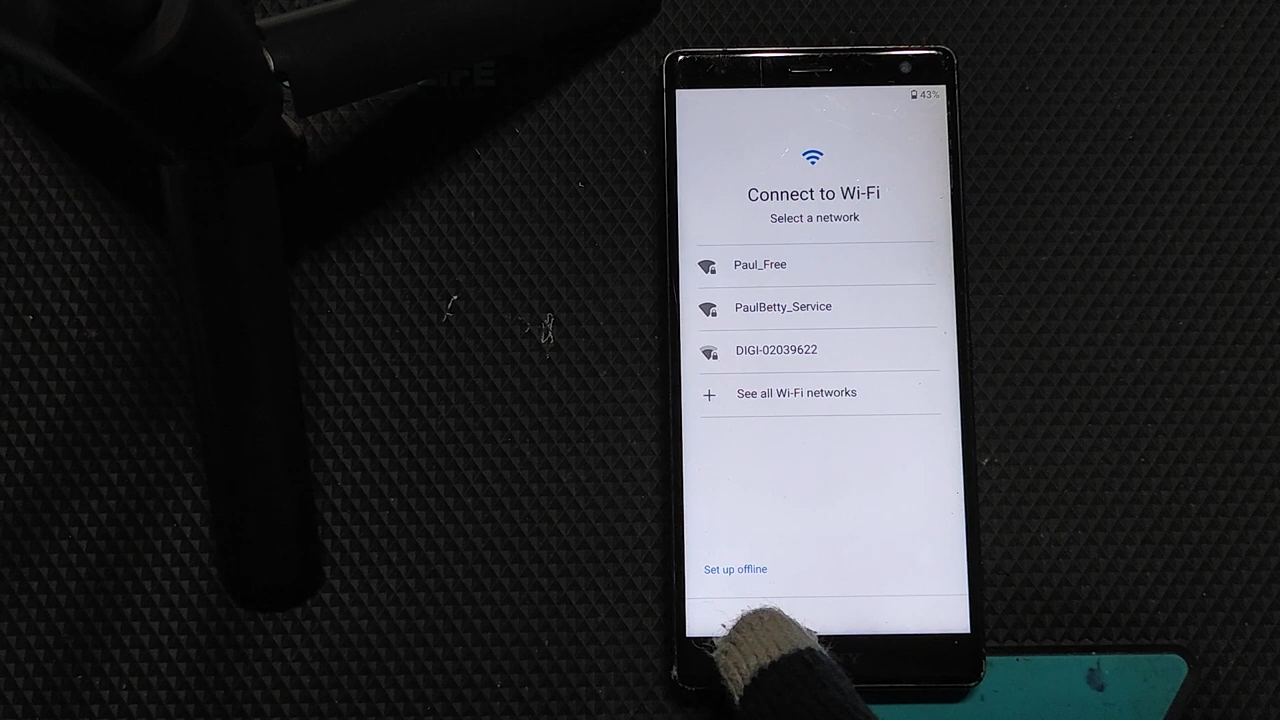 43%
Connect to Wi-Fi
Select a network
Paul_Free
PaulBetty_Service
DIGI-02039622
See all Wi-Fi networks
Set up offline